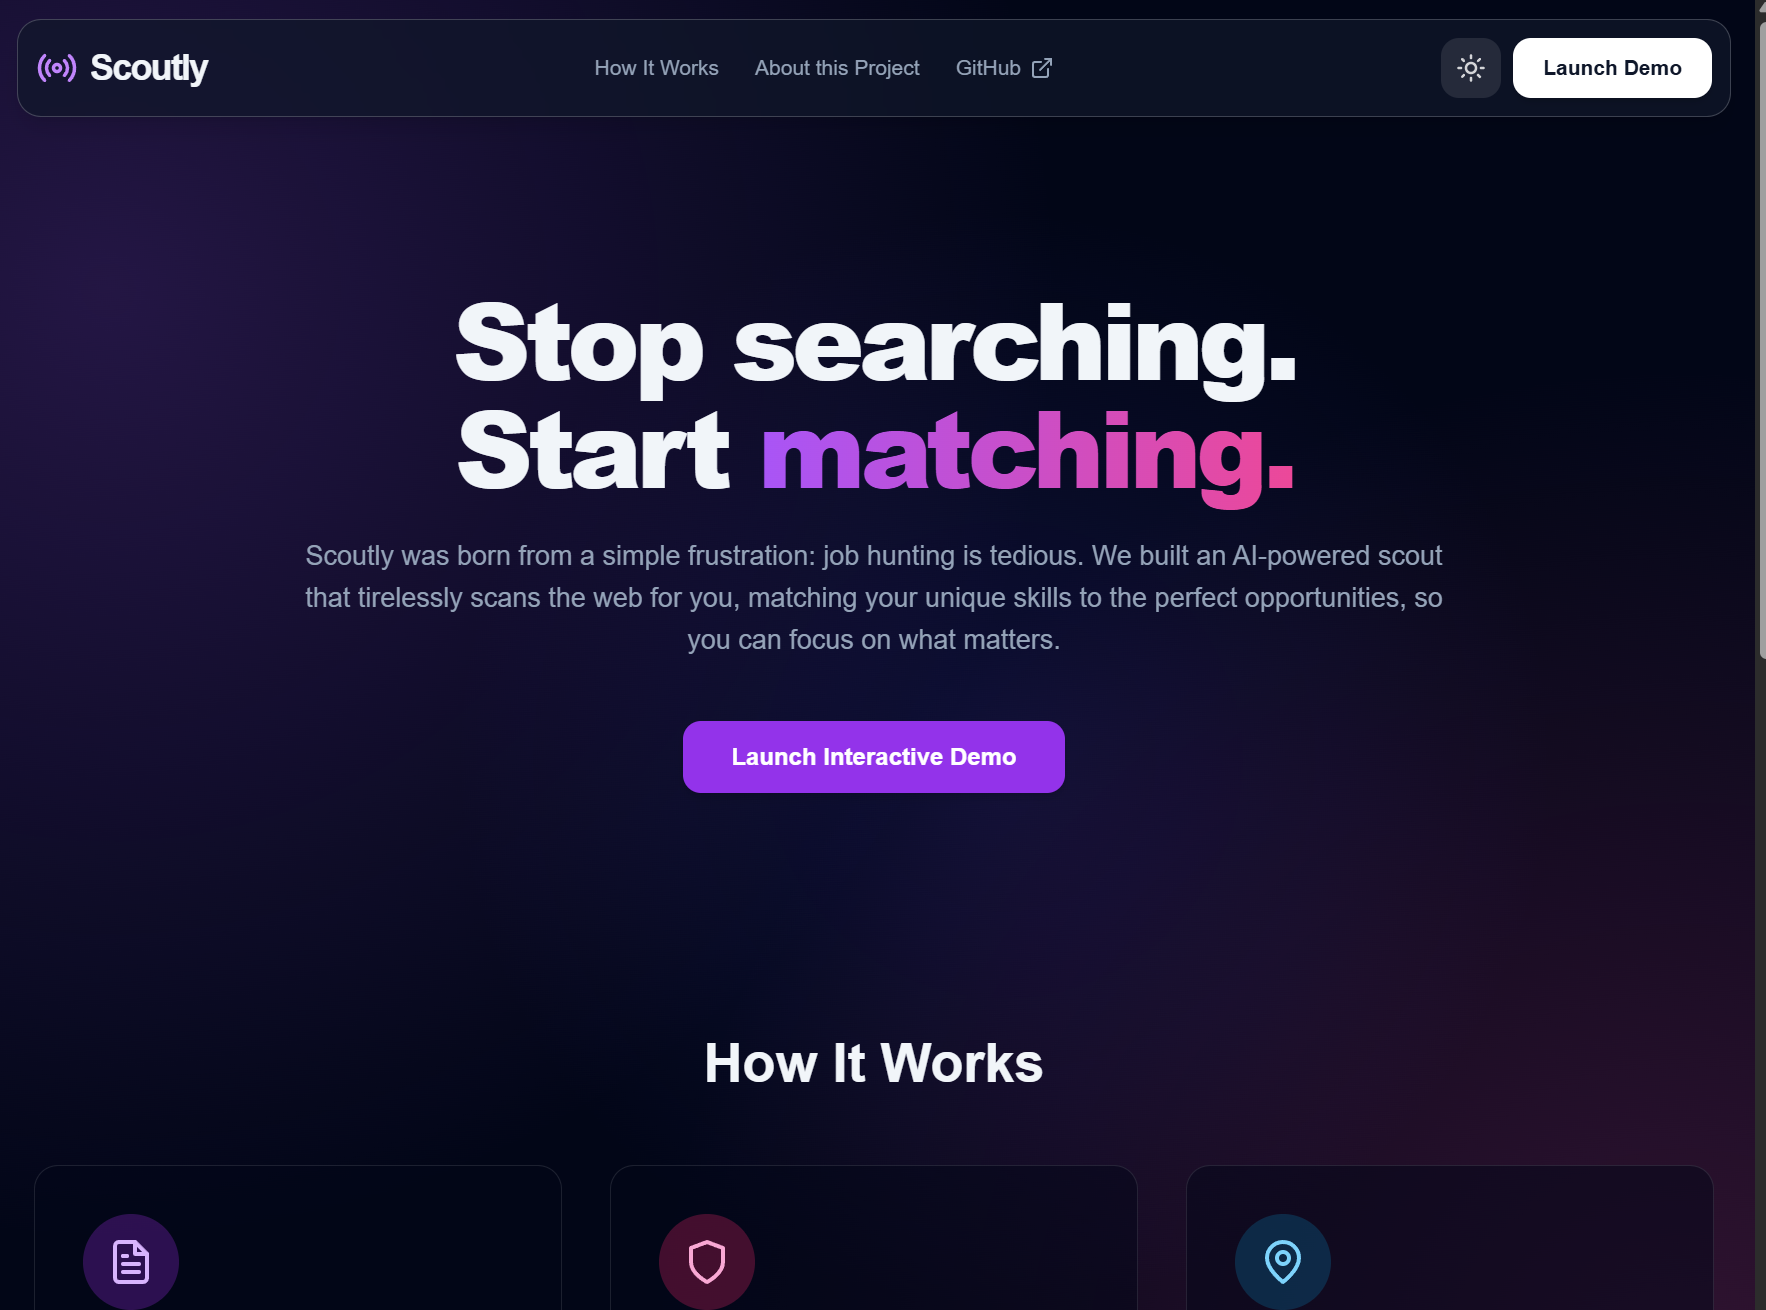 Scoutly
How It Works
About this Project
GitHub
Launch Demo
Stop searching.
Start matching.
Scoutly was born from a simple frustration: job hunting is tedious. We built an AI-powered scout
that tirelessly scans the web for you, matching your unique skills to the perfect opportunities, so
you can focus on what matters.
Launch Interactive Demo
How It Works